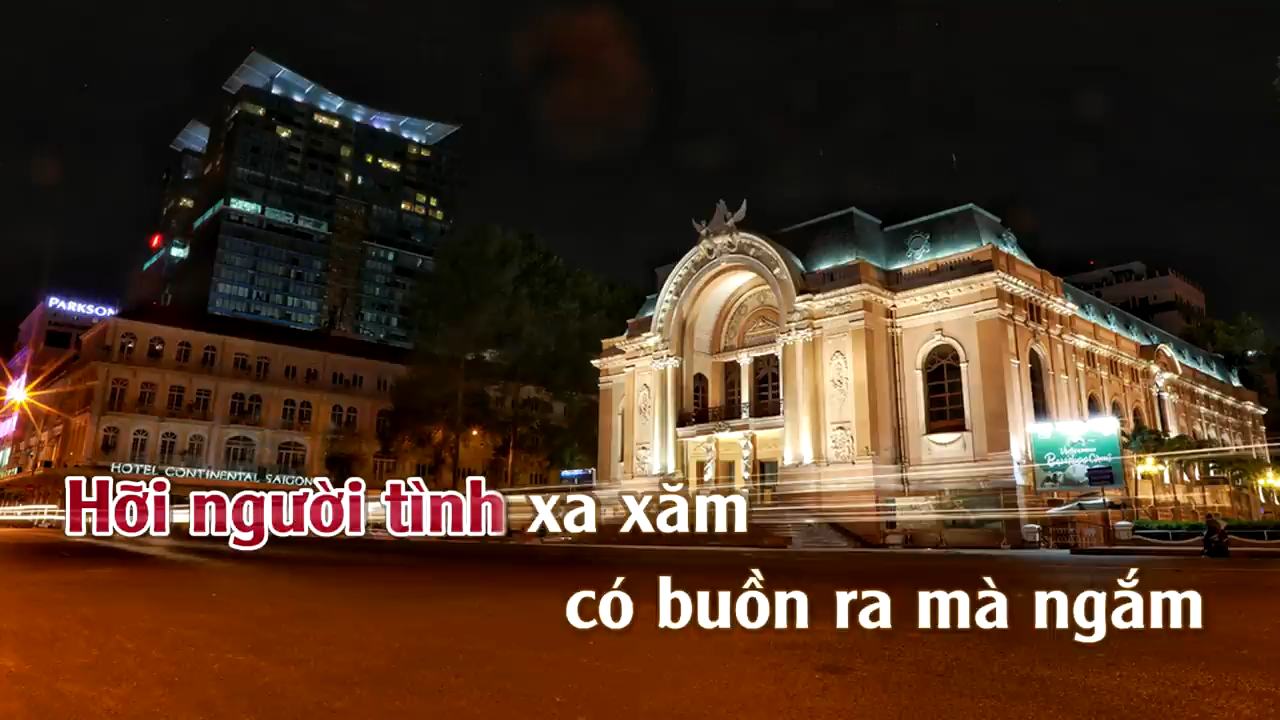 PARKSON
HOTEL CONTINENTAL SAIGON
Hỡi người tình xa xăm
có buồn ra mà ngắm